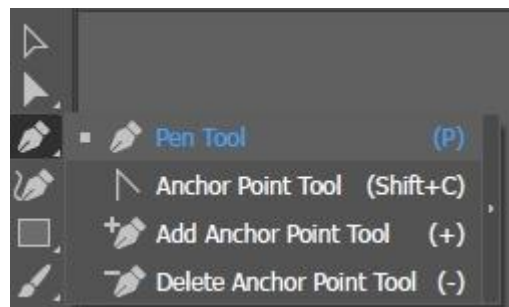 Pen Tool (P)
Anchor Point Tool (Shift+C)
Add Anchor Point Tool (+)
Delete Anchor Point Tool (-)